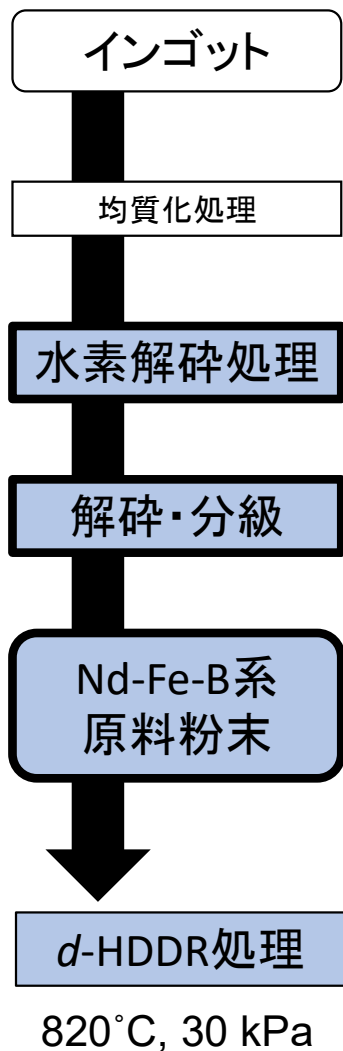 インゴット
均質化処理
水素解砕処理
解砕・分級
Nd-Fe-B系
原料粉末
d-HDDR処理
820˚C, 30 kPa